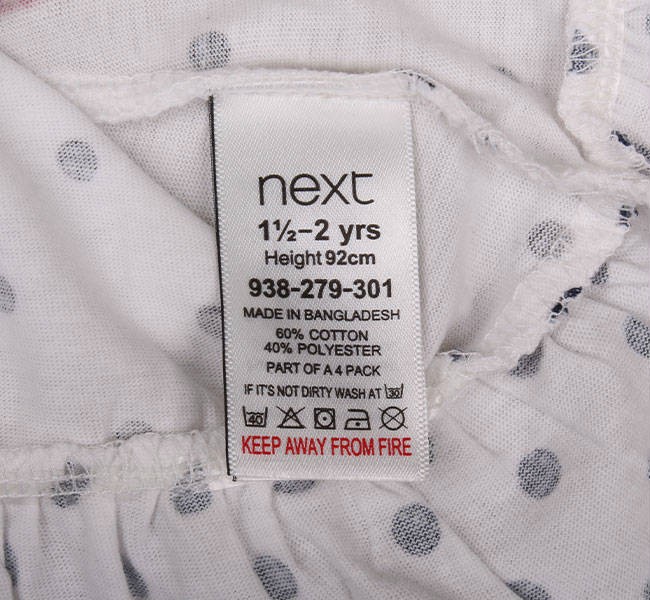 next
1½–2 yrs
Height 92cm
938-279-301
MADE IN BANGLADESH
60% COTTON
40% POLYESTER
PART OF A 4 PACK
IF IT'S NOT DIRTY WASH AT 30
40
KEEP AWAY FROM FIRE